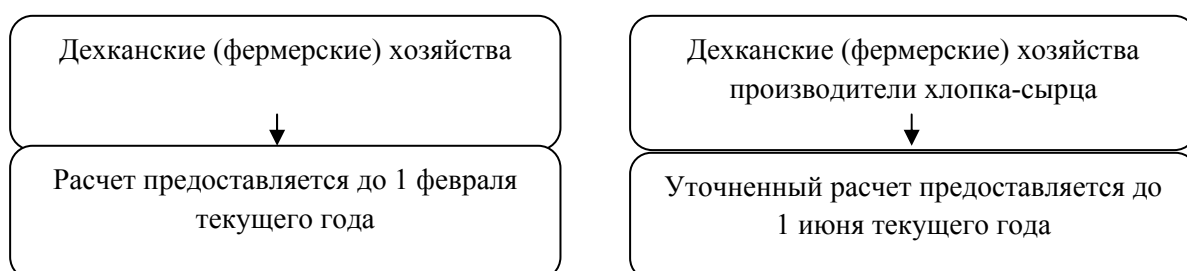 Дехканские (фермерские) хозяйства
Расчет предоставляется до 1 февраля
текущего года
Дехканские (фермерские) хозяйства
производители хлопка-сырца
Уточненный расчет предоставляется до
1 июня текущего года